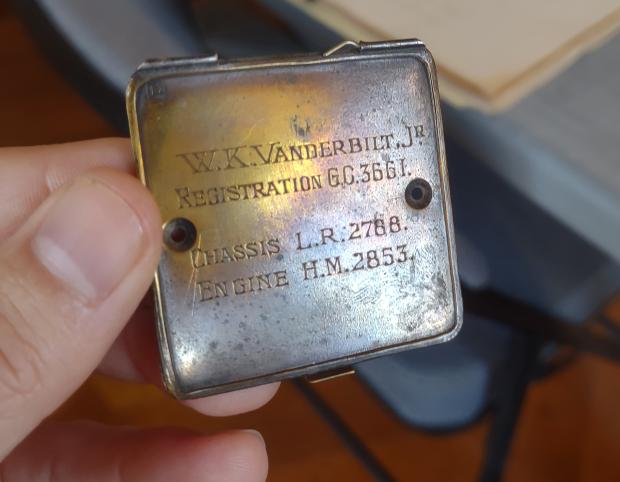 W.K.VANDERBILT.JR
REGISTRATION G.C.3661.
CHASSIS L.R.2788.
ENGINE H.M.2853.